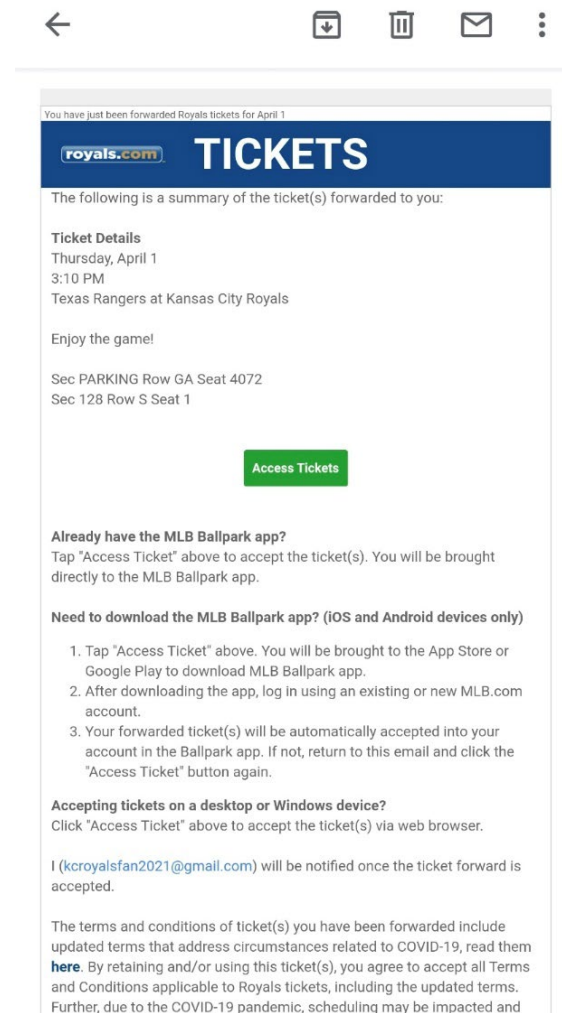 You have just been forwarded Royals tickets for April 1
royals.com TICKETS
The following is a summary of the ticket(s) forwarded to you:
Ticket Details
Thursday, April 1
3:10 PM
Texas Rangers at Kansas City Royals
Enjoy the game!
Sec PARKING Row GA Seat 4072
Sec 128 Row S Seat 1
Access Tickets
Already have the MLB Ballpark app?
Tap "Access Ticket" above to accept the ticket(s). You will be brought
directly to the MLB Ballpark app.
Need to download the MLB Ballpark app? (iOS and Android devices only)
1. Tap "Access Ticket" above. You will be brought to the App Store or
Google Play to download MLB Ballpark app.
2. After downloading the app, log in using an existing or new MLB.com
account.
3. Your forwarded ticket(s) will be automatically accepted into your
account in the Ballpark app. If not, return to this email and click the
"Access Ticket" button again.
Accepting tickets on a desktop or Windows device?
Click "Access Ticket" above to accept the ticket(s) via web browser.
I (kcroyalsfan2021@gmail.com) will be notified once the ticket forward is
accepted.
The terms and conditions of ticket(s) you have been forwarded include
updated terms that address circumstances related to COVID-19, read them
here. By retaining and/or using this ticket(s), you agree to accept all Terms
and Conditions applicable to Royals tickets, including the updated terms.
Further, due to the COVID-19 pandemic, scheduling may be impacted and